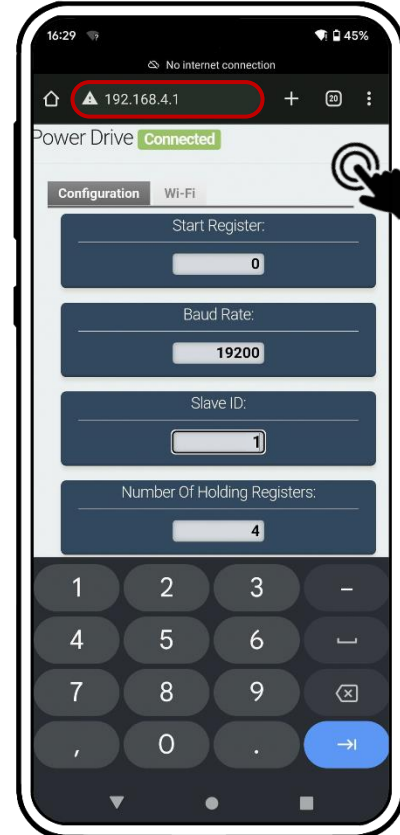 16:29 45%
No internet connection
192.168.4.1 + 20
Power Drive Connected
Configuration Wi-Fi
Start Register:
0
Baud Rate:
19200
Slave ID:
1
Number Of Holding Registers:
4
1 2 3 –
4 5 6
7 8 9
, 0 .